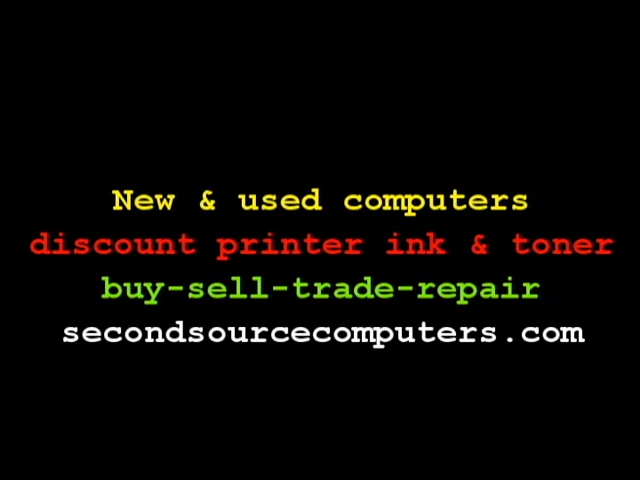 New & used computers
discount printer ink & toner
buy-sell-trade-repair
secondsourcecomputers.com